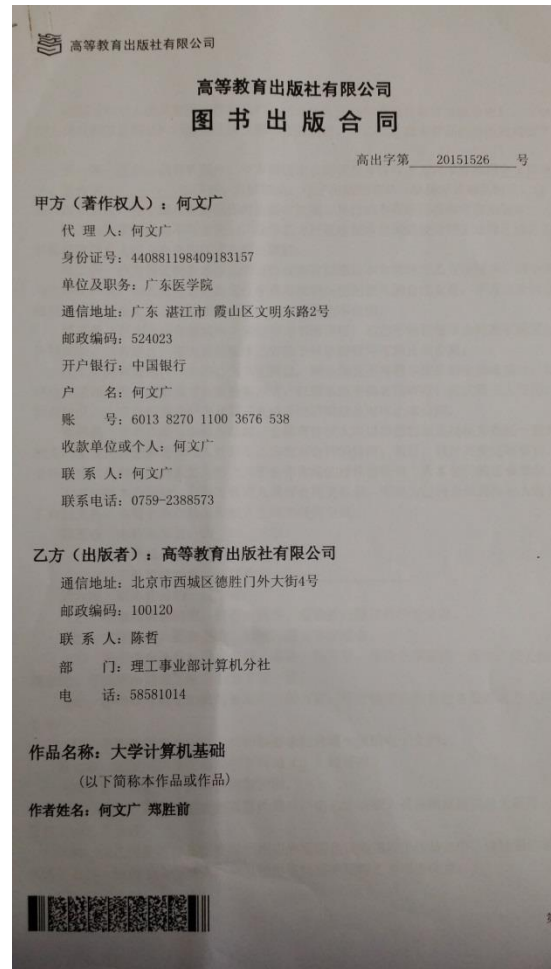 高等教育出版社有限公司
高等教育出版社有限公司
图书出版合同
高出字第 20151526 号
甲方（著作权人）：何文广
代 理 人：何文广
身份证号：440881198409183157
单位及职务：广东医学院
通信地址：广东 湛江市 霞山区文明东路2号
邮政编码：524023
开户银行：中国银行
户 名：何文广
账 号：6013 8270 1100 3676 538
收款单位或个人：何文广
联 系 人：何文广
联系电话：0759-2388573
乙方（出版者）：高等教育出版社有限公司
通信地址：北京市西城区德胜门外大街4号
邮政编码：100120
联 系 人：陈哲
部 门：理工事业部计算机分社
电 话：58581014
作品名称：大学计算机基础
(以下简称本作品或作品)
作者姓名：何文广 郑胜前